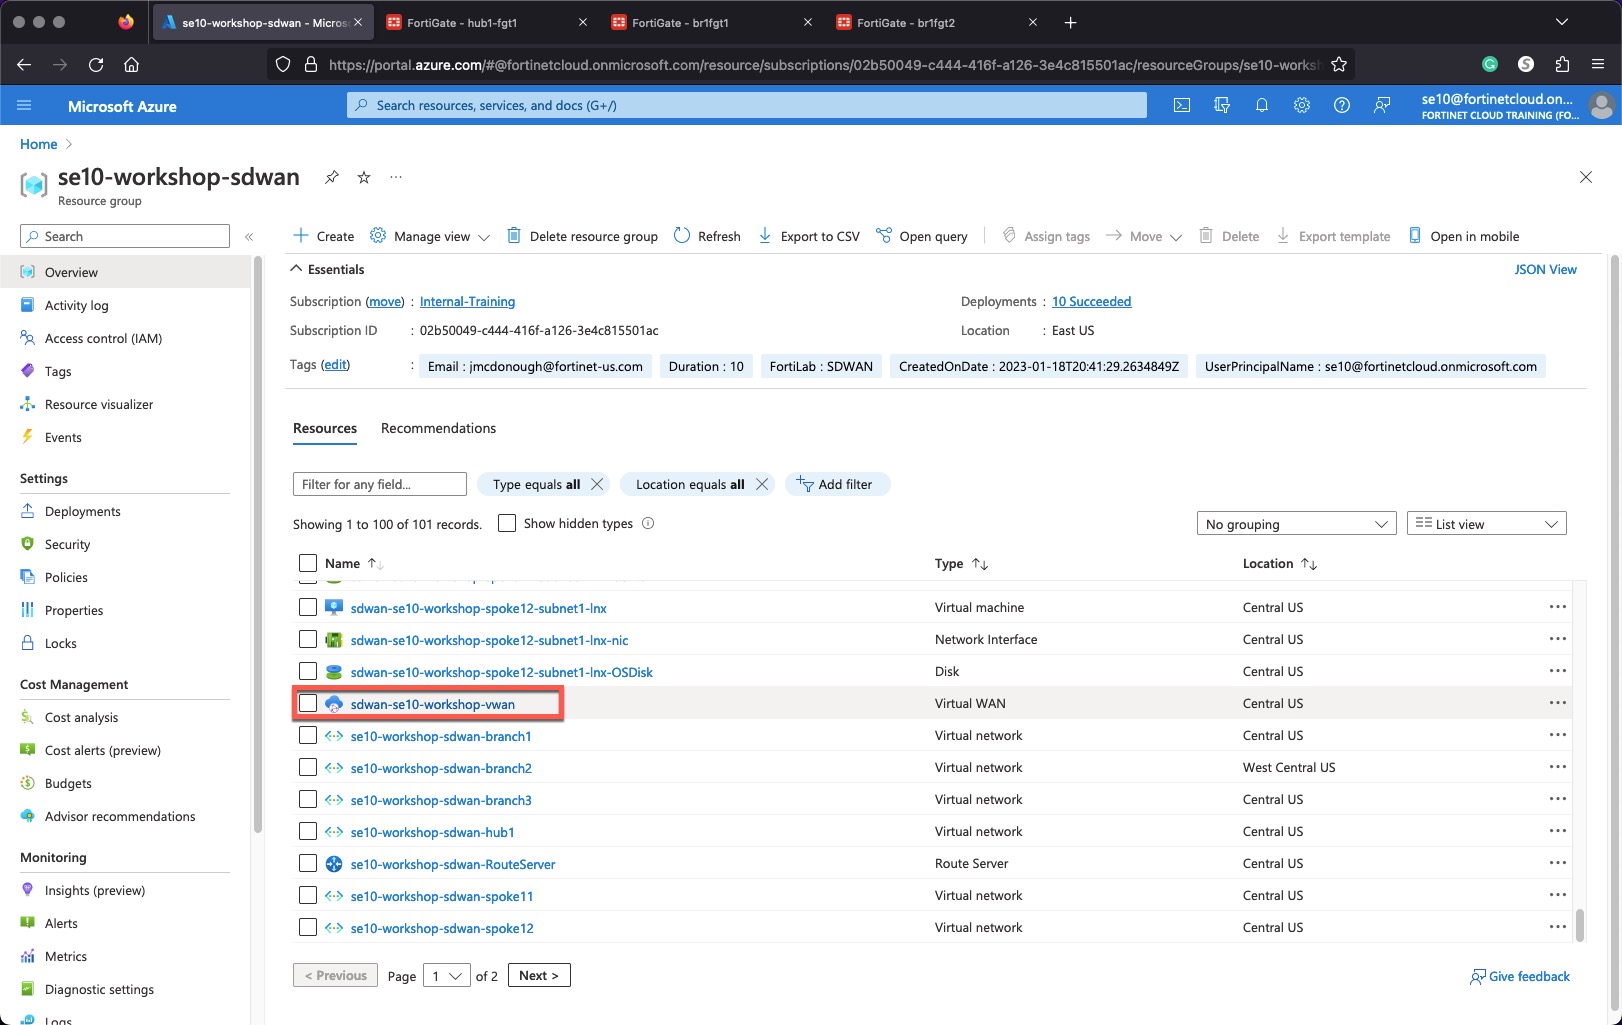 se10-workshop-sdwan - Micros
FortiGate - hub1-fgt1
FortiGate - br1fgt1
FortiGate - br1fgt2
https://portal.azure.com/#@fortinetcloud.onmicrosoft.com/resource/subscriptions/02b50049-c444-416f-a126-3e4c815501ac/resourceGroups/se10-worksh
Microsoft Azure
Search resources, services, and docs (G+/)
se10@fortinetcloud.on...
FORTINET CLOUD TRAINING (FO...
Home
se10-workshop-sdwan
Resource group
Search
Create
Manage view
Delete resource group
Refresh
Export to CSV
Open query
Assign tags
Move
Delete
Export template
Open in mobile
Overview
Activity log
Access control (IAM)
Tags
Resource visualizer
Events
Settings
Deployments
Security
Policies
Properties
Locks
Cost Management
Cost analysis
Cost alerts (preview)
Budgets
Advisor recommendations
Monitoring
Insights (preview)
Alerts
Metrics
Diagnostic settings
Logs
Essentials
JSON View
Subscription (move) : Internal-Training
Deployments : 10 Succeeded
Subscription ID : 02b50049-c444-416f-a126-3e4c815501ac
Location : East US
Tags (edit) : Email : jmcdonough@fortinet-us.com Duration : 10 FortiLab : SDWAN CreatedOnDate : 2023-01-18T20:41:29.2634849Z UserPrincipalName : se10@fortinetcloud.onmicrosoft.com
Resources Recommendations
Filter for any field... Type equals all Location equals all Add filter
Showing 1 to 100 of 101 records. Show hidden types
No grouping
List view
Name Type Location
sdwan-se10-workshop-spoke12-subnet1-lnx Virtual machine Central US
sdwan-se10-workshop-spoke12-subnet1-lnx-nic Network Interface Central US
sdwan-se10-workshop-spoke12-subnet1-lnx-OSDisk Disk Central US
sdwan-se10-workshop-vwan Virtual WAN Central US
se10-workshop-sdwan-branch1 Virtual network Central US
se10-workshop-sdwan-branch2 Virtual network West Central US
se10-workshop-sdwan-branch3 Virtual network Central US
se10-workshop-sdwan-hub1 Virtual network Central US
se10-workshop-sdwan-RouteServer Route Server Central US
se10-workshop-sdwan-spoke11 Virtual network Central US
se10-workshop-sdwan-spoke12 Virtual network Central US
< Previous Page 1 of 2 Next >
Give feedback